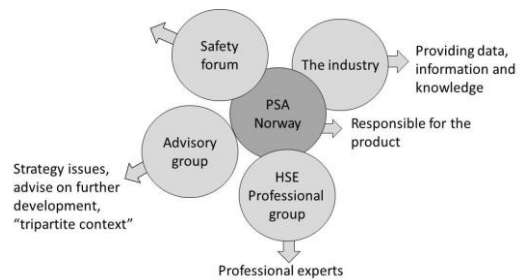 Safety
forum
The industry
Providing data,
information and
knowledge
PSA
Norway
Responsible for the
product
Advisory
group
Strategy issues,
advise on further
development,
“tripartite context”
HSE
Professional
group
Professional experts